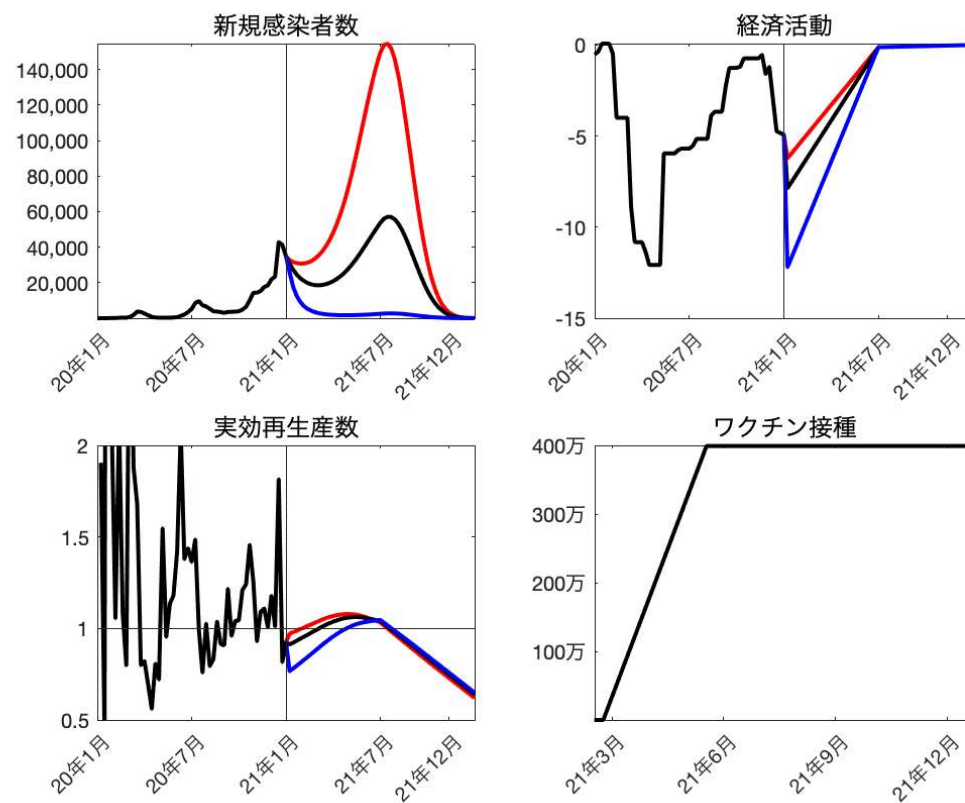 新規感染者数
140,000
120,000
100,000
80,000
60,000
40,000
20,000
20年1月
20年7月
21年1月
21年7月
21年12月
経済活動
0
-5
-10
-15
20年1月
20年7月
21年1月
21年7月
21年12月
実効再生産数
2
1.5
1
0.5
20年1月
20年7月
21年1月
21年7月
21年12月
ワクチン接種
400万
300万
200万
100万
21年3月
21年6月
21年9月
21年12月